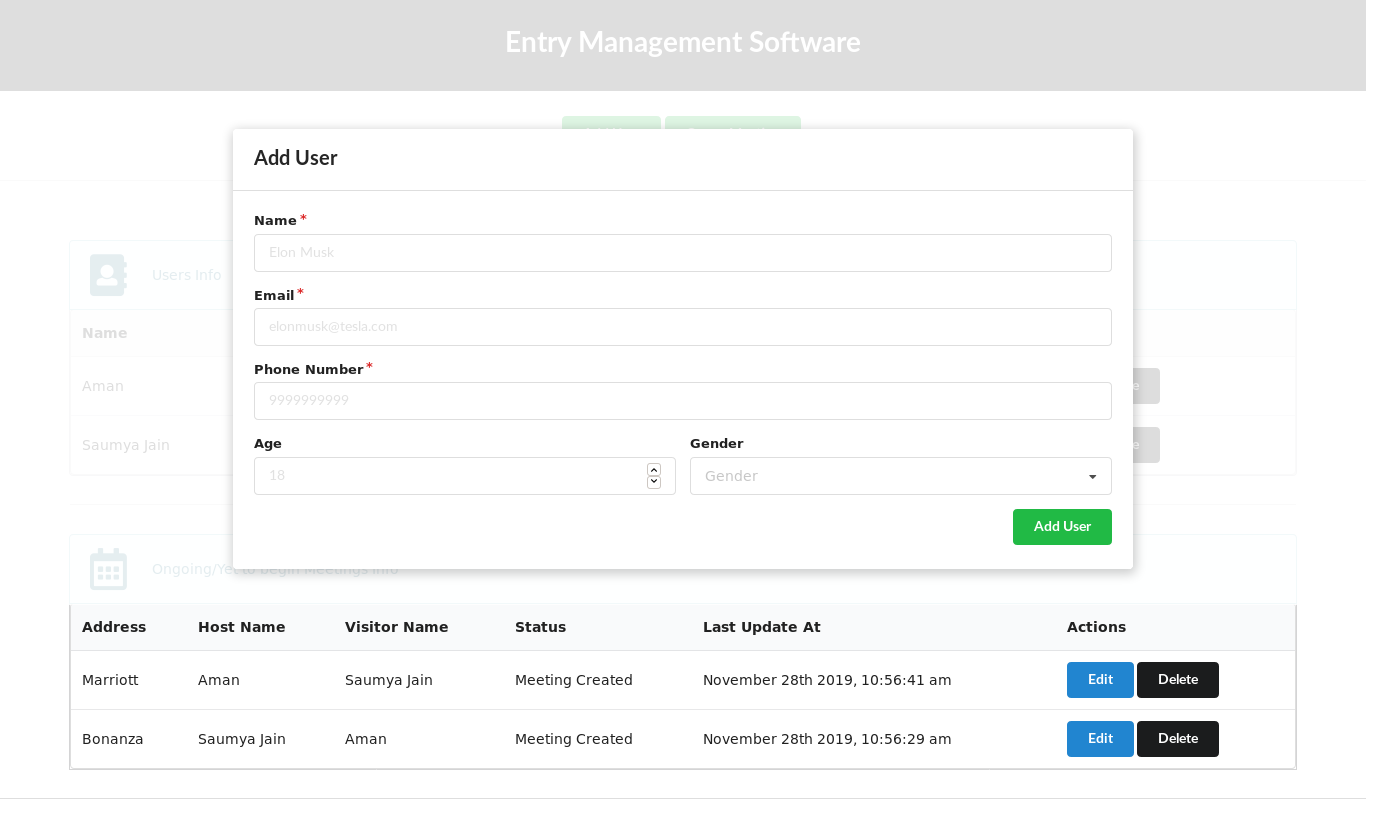 Entry Management Software
Add User
Name *
Elon Musk
Email *
elonmusk@tesla.com
Phone Number *
9999999999
Age Gender
18 Gender
Add User
Users Info
Name
Aman
Saumya Jain
Ongoing/Yet to begin Meetings Info
Address Host Name Visitor Name Status Last Update At Actions
Marriott Aman Saumya Jain Meeting Created November 28th 2019, 10:56:41 am Edit Delete
Bonanza Saumya Jain Aman Meeting Created November 28th 2019, 10:56:29 am Edit Delete